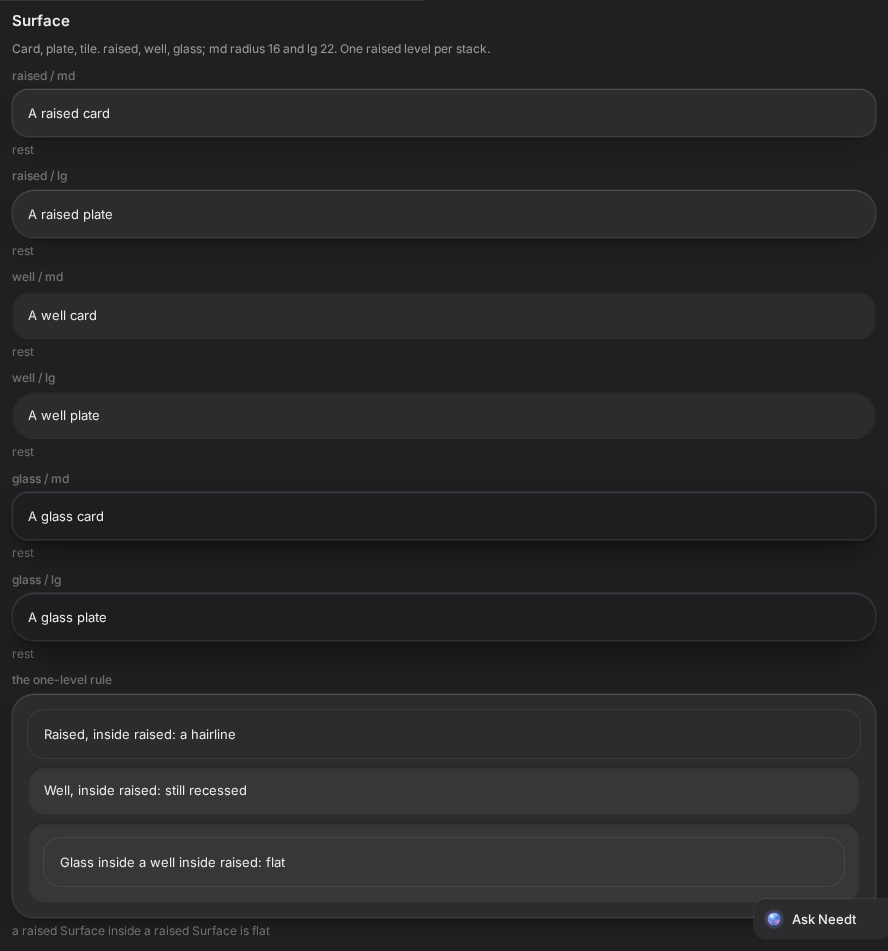 Surface
Card, plate, tile. raised, well, glass; md radius 16 and lg 22. One raised level per stack.
raised / md
A raised card
rest
raised / lg
A raised plate
rest
well / md
A well card
rest
well / lg
A well plate
rest
glass / md
A glass card
rest
glass / lg
A glass plate
rest
the one-level rule
Raised, inside raised: a hairline
Well, inside raised: still recessed
Glass inside a well inside raised: flat
Ask Needt
a raised Surface inside a raised Surface is flat